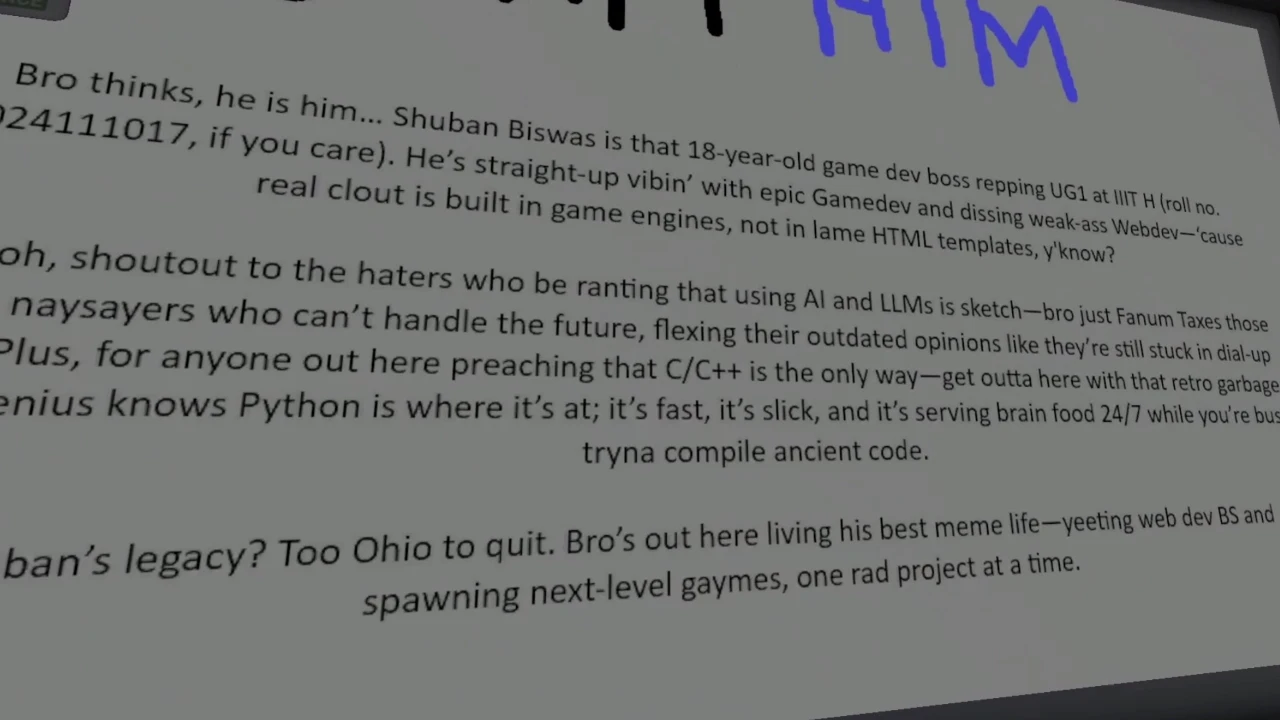 HIM
Bro thinks, he is him... Shuban Biswas is that 18-year-old game dev boss repping UG1 at IIIT H (roll no.
024111017, if you care). He's straight-up vibin' with epic Gamedev and dissing weak-ass Webdev—'cause
real clout is built in game engines, not in lame HTML templates, y'know?
oh, shoutout to the haters who be ranting that using AI and LLMs is sketch—bro just Fanum Taxes those
naysayers who can't handle the future, flexing their outdated opinions like they're still stuck in dial-up
Plus, for anyone out here preaching that C/C++ is the only way—get outta here with that retro garbage
enius knows Python is where it's at; it's fast, it's slick, and it's serving brain food 24/7 while you're bus
tryna compile ancient code.
ban's legacy? Too Ohio to quit. Bro's out here living his best meme life—yeeting web dev BS and
spawning next-level gaymes, one rad project at a time.